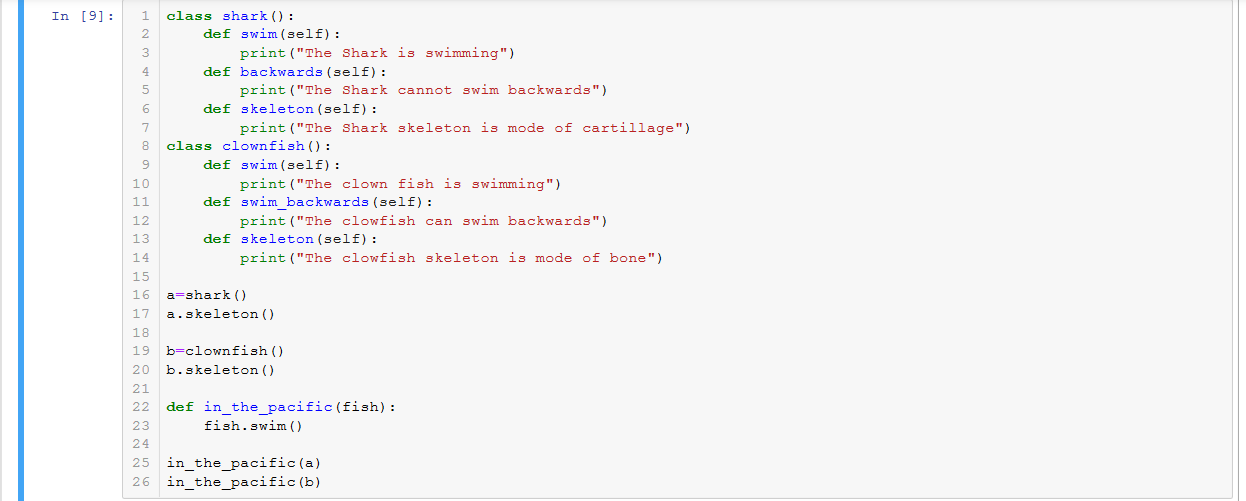 In [9]:
1 class shark():
2     def swim(self):
3         print("The Shark is swimming")
4     def backwards(self):
5         print("The Shark cannot swim backwards")
6     def skeleton(self):
7         print("The Shark skeleton is mode of cartillage")
8 class clownfish():
9     def swim(self):
10         print("The clown fish is swimming")
11     def swim_backwards(self):
12         print("The clowfish can swim backwards")
13     def skeleton(self):
14         print("The clowfish skeleton is mode of bone")
15
16 a=shark()
17 a.skeleton()
18
19 b=clownfish()
20 b.skeleton()
21
22 def in_the_pacific(fish):
23     fish.swim()
24
25 in_the_pacific(a)
26 in_the_pacific(b)